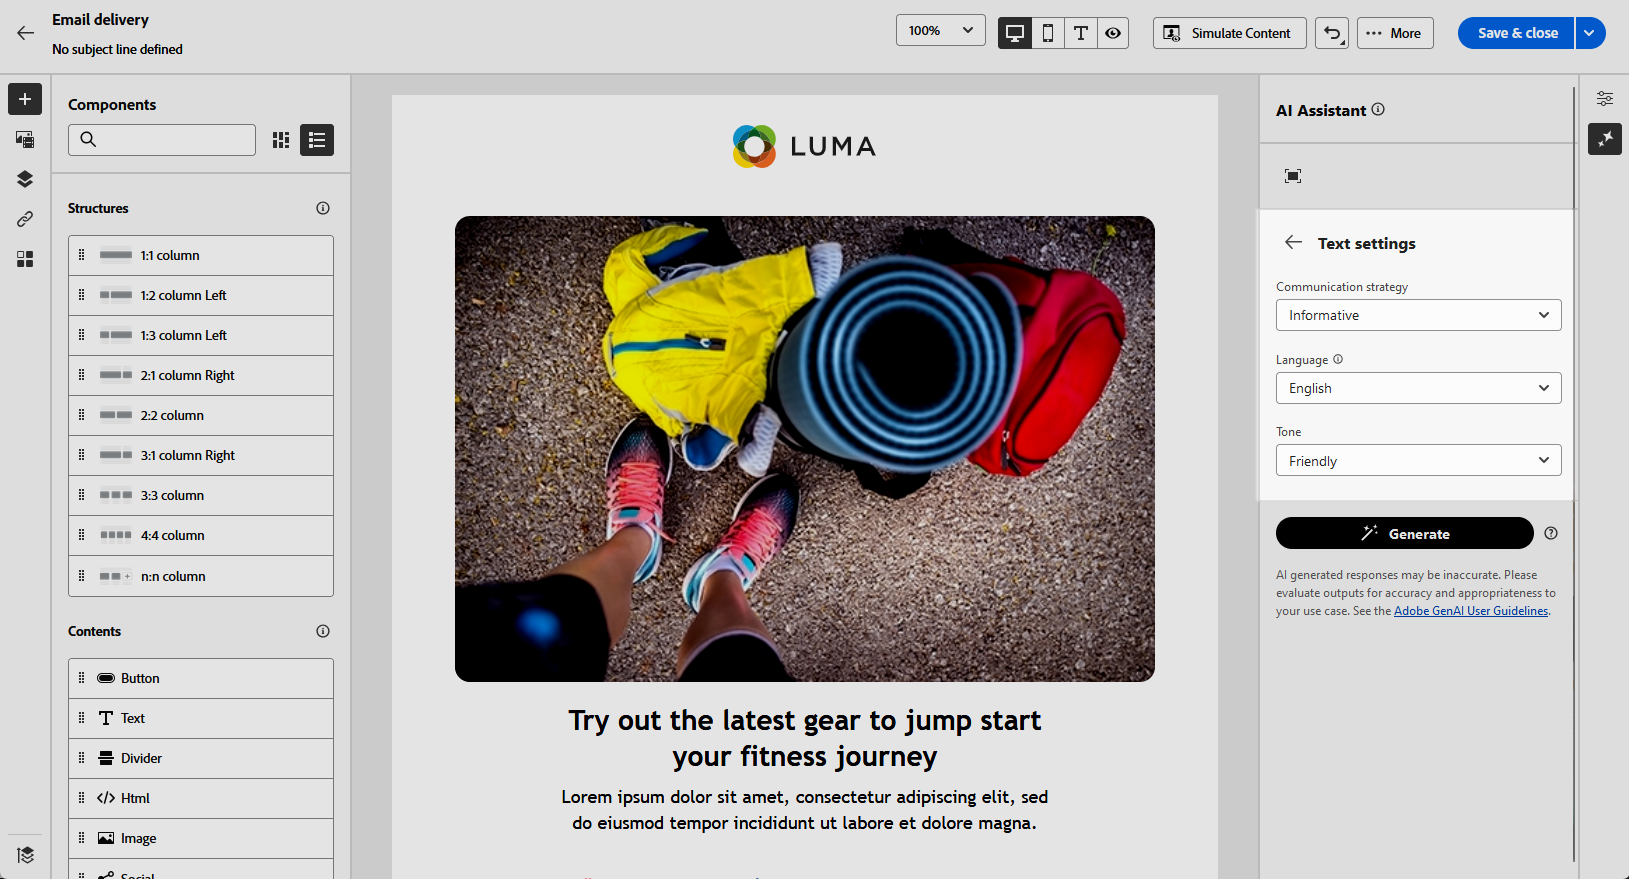 Email delivery
No subject line defined
100%
Simulate Content
More
Save & close
Components
Structures
1:1 column
1:2 column Left
1:3 column Left
2:1 column Right
2:2 column
3:1 column Right
3:3 column
4:4 column
n:n column
Contents
Button
Text
Divider
Html
Image
Social
LUMA
Try out the latest gear to jump start
your fitness journey
Lorem ipsum dolor sit amet, consectetur adipiscing elit, sed
do eiusmod tempor incididunt ut labore et dolore magna.
AI Assistant
Text settings
Communication strategy
Informative
Language
English
Tone
Friendly
Generate
AI generated responses may be inaccurate. Please
evaluate outputs for accuracy and appropriateness to
your use case. See the Adobe GenAI User Guidelines.